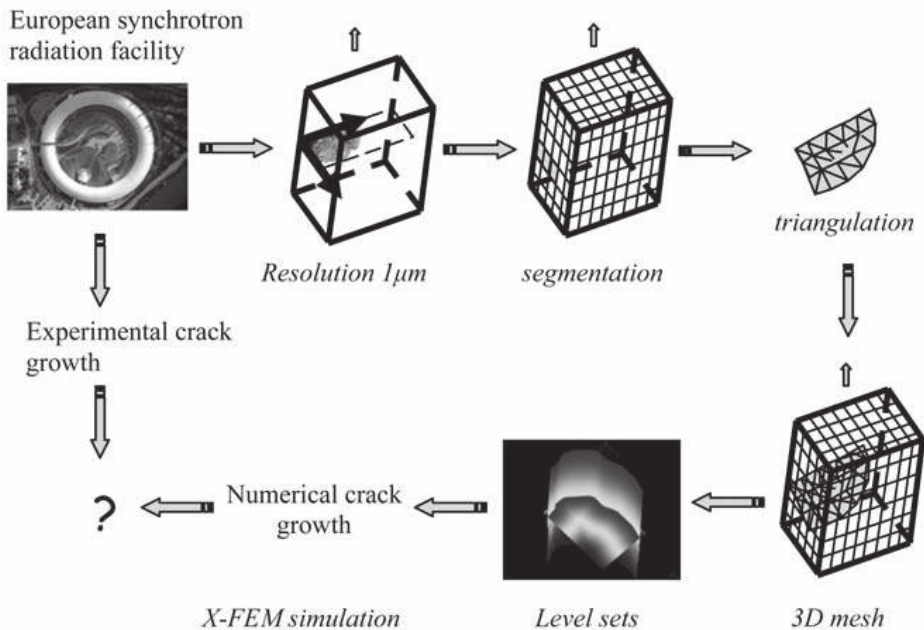 European synchrotron
radiation facility
Resolution 1μm
segmentation
triangulation
Experimental crack
growth
?
Numerical crack
growth
X-FEM simulation
Level sets
3D mesh